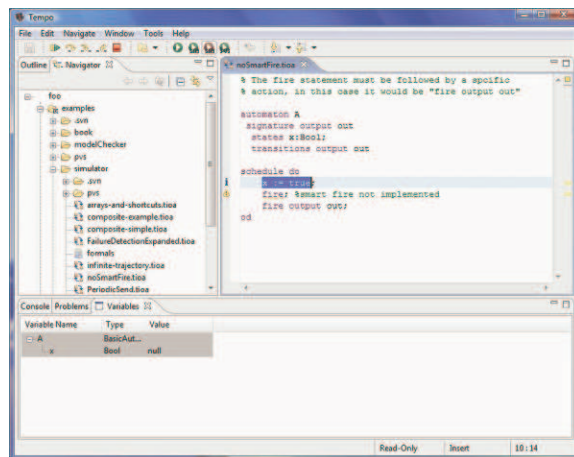 Tempo
File Edit Navigate Window Tools Help
Outline Navigator
noSmartFire.tioa
foo
examples
.svn
book
modelChecker
pvs
simulator
.svn
pvs
arrays-and-shortcuts.tioa
composite-example.tioa
composite-simple.tioa
FailureDetectionExpanded.tioa
formals
infinite-trajectory.tioa
noSmartFire.tioa
PeriodicSend.tioa
% The fire statement must be followed by a spcific
% action, in this case it would be "fire output out"
automaton A
signature output out
states x:Bool;
transitions output out
schedule do
x := true;
fire; %smart fire not implemented
fire output out;
od
Console Problems Variables
Variable Name Type Value
A BasicAut...
x Bool null
Read-Only Insert 10:14